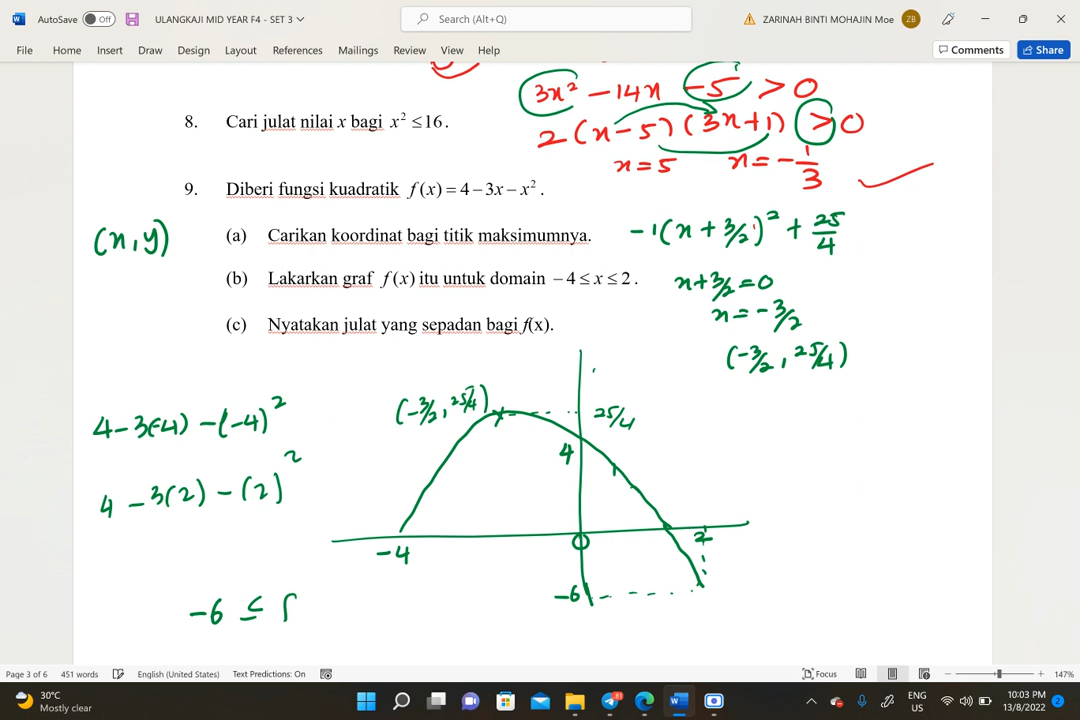 AutoSave Off ULANGKAJI MID YEAR F4 - SET 3 Search (Alt+Q) ZARINAH BINTI MOHAJIN Moe ZB
File Home Insert Draw Design Layout References Mailings Review View Help Comments Share
3x² - 14x - 5 > 0
8. Cari julat nilai x bagi x² ≤ 16.
2 (x - 5) (3x + 1) > 0
x = 5 x = -1/3
9. Diberi fungsi kuadratik f(x) = 4 - 3x - x².
(x, y)
(a) Carikan koordinat bagi titik maksimumnya.
-1(x + 3/2)² + 25/4
(b) Lakarkan graf f(x) itu untuk domain -4 ≤ x ≤ 2.
x + 3/2 = 0
x = -3/2
(c) Nyatakan julat yang sepadan bagi f(x).
(-3/2, 25/4)
4 - 3(-4) - (-4)²
(-3/2, 25/4) 25/4
4
4 - 3(2) - (2)²
-4 0 2
-6 ≤ f
-6
Page 3 of 6 451 words English (United States) Text Predictions: On Focus 147%
30°C
Mostly clear
81
ENG
US
10:03 PM
13/8/2022
2